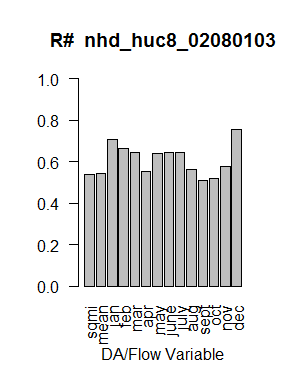 R#  nhd_huc8_02080103
1.0
0.8
0.6
0.4
0.2
0.0
sqmi
mean
jan
feb
mar
apr
may
june
july
aug
sept
oct
nov
dec
DA/Flow Variable